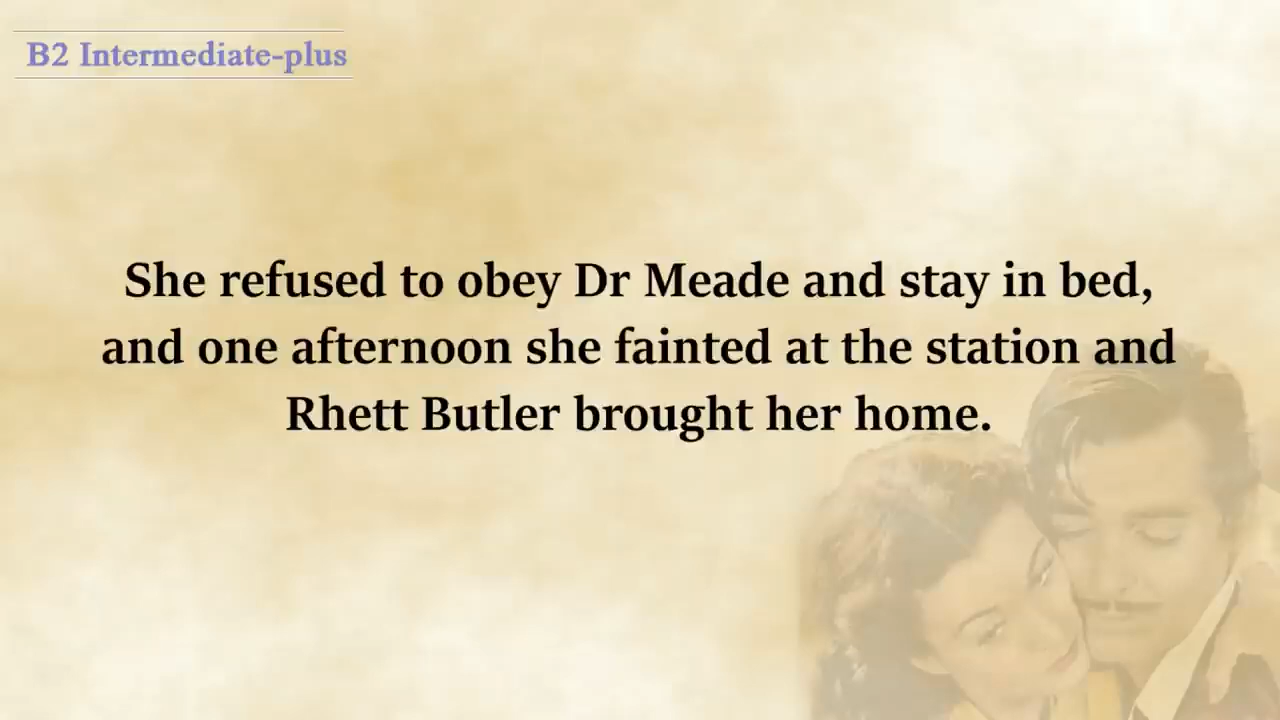 B2 Intermediate-plus
She refused to obey Dr Meade and stay in bed,
and one afternoon she fainted at the station and
Rhett Butler brought her home.